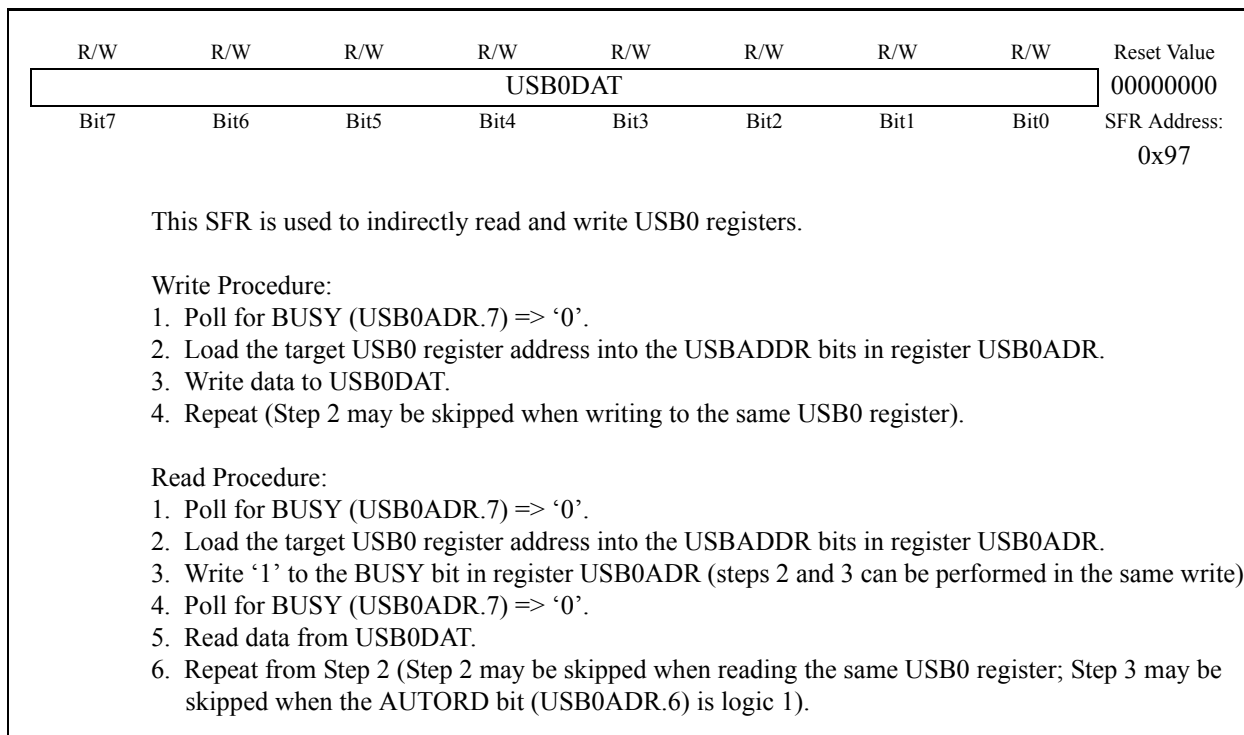 R/W R/W R/W R/W R/W R/W R/W R/W Reset Value
USB0DAT 00000000
Bit7 Bit6 Bit5 Bit4 Bit3 Bit2 Bit1 Bit0 SFR Address:
0x97
This SFR is used to indirectly read and write USB0 registers.
Write Procedure:
1. Poll for BUSY (USB0ADR.7) => ‘0’.
2. Load the target USB0 register address into the USBADDR bits in register USB0ADR.
3. Write data to USB0DAT.
4. Repeat (Step 2 may be skipped when writing to the same USB0 register).
Read Procedure:
1. Poll for BUSY (USB0ADR.7) => ‘0’.
2. Load the target USB0 register address into the USBADDR bits in register USB0ADR.
3. Write ‘1’ to the BUSY bit in register USB0ADR (steps 2 and 3 can be performed in the same write)
4. Poll for BUSY (USB0ADR.7) => ‘0’.
5. Read data from USB0DAT.
6. Repeat from Step 2 (Step 2 may be skipped when reading the same USB0 register; Step 3 may be
skipped when the AUTORD bit (USB0ADR.6) is logic 1).